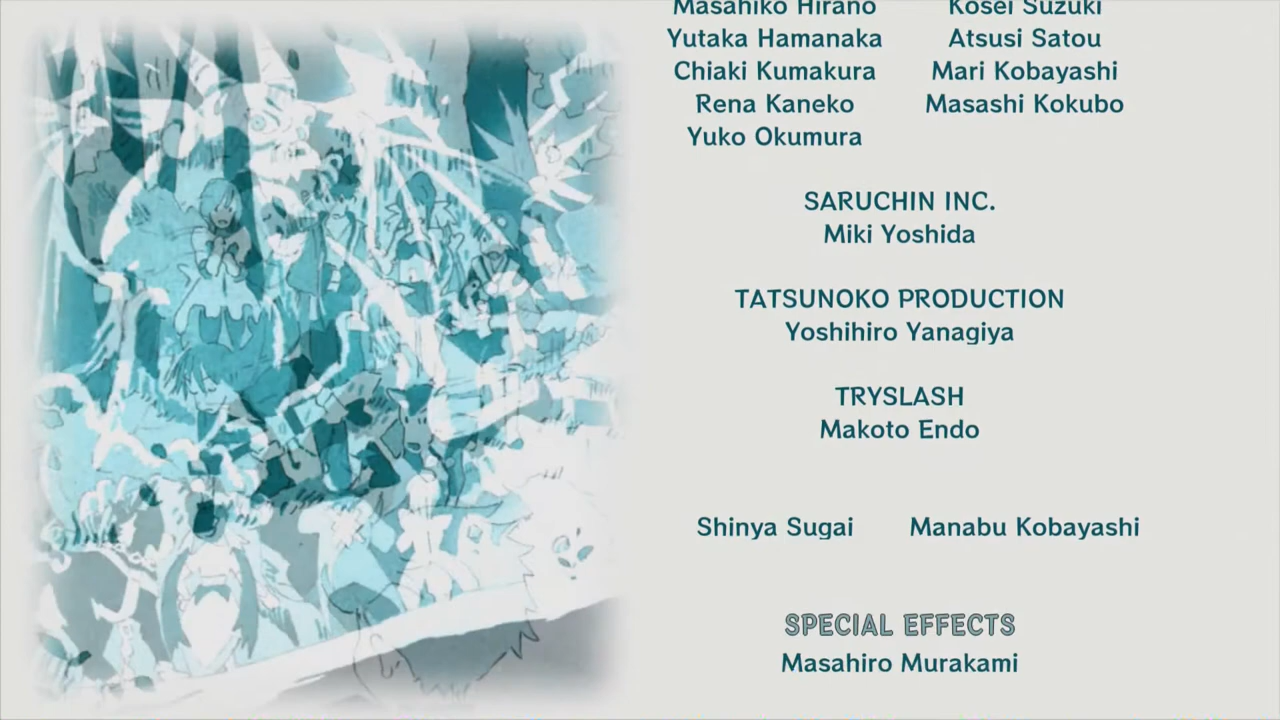 Masahiko Hirano Kosei Suzuki
Yutaka Hamanaka Atsusi Satou
Chiaki Kumakura Mari Kobayashi
Rena Kaneko Masashi Kokubo
Yuko Okumura
SARUCHIN INC.
Miki Yoshida
TATSUNOKO PRODUCTION
Yoshihiro Yanagiya
TRYSLASH
Makoto Endo
Shinya Sugai Manabu Kobayashi
SPECIAL EFFECTS
Masahiro Murakami